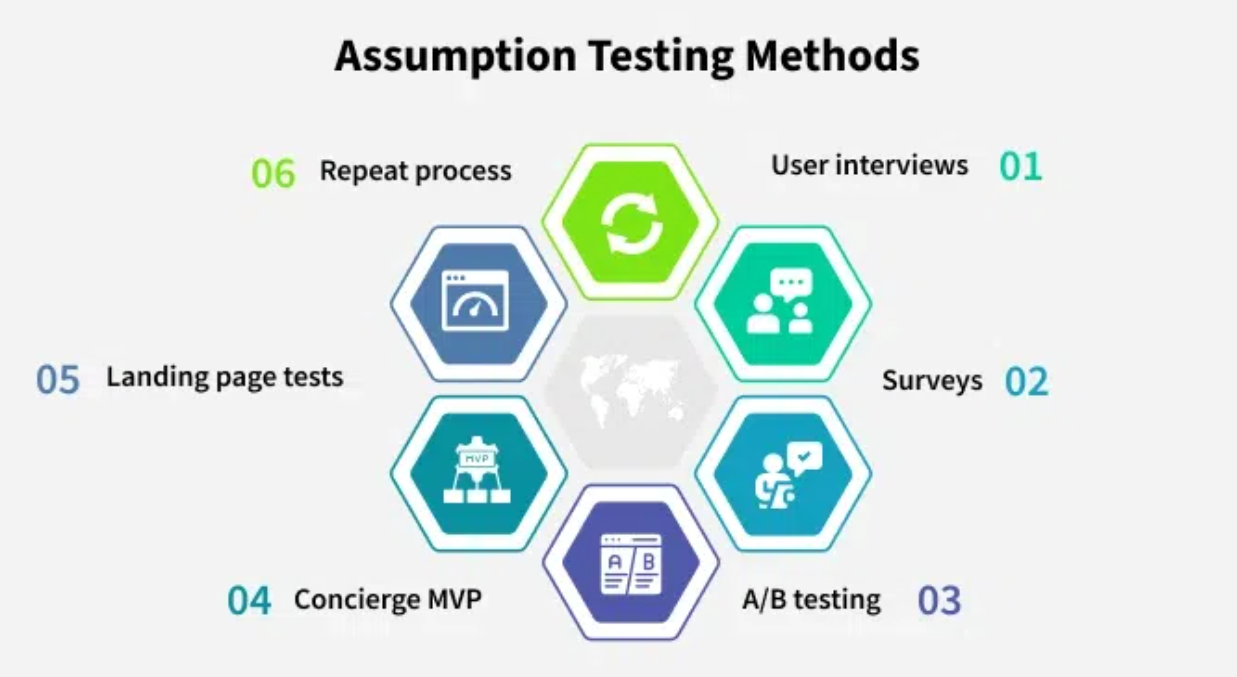 Assumption Testing Methods
06 Repeat process
User interviews 01
05 Landing page tests
Surveys 02
MVP
A B
04 Concierge MVP
A/B testing 03